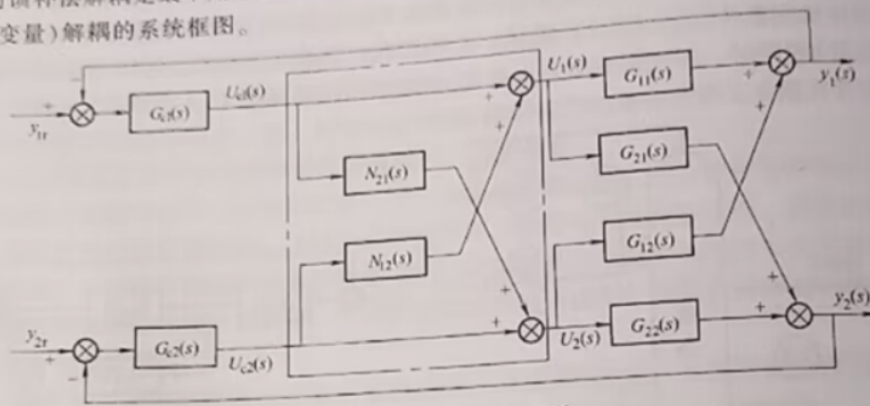 变量)解耦的系统框图。
y₁ᵣ
+
−
G_c1(s)
U_c1(s)
+
+
U₁(s)
G₁₁(s)
+
+
y₁(s)
N₂₁(s)
G₂₁(s)
N₁₂(s)
G₁₂(s)
y₂ᵣ
+
−
G_c2(s)
U_c2(s)
+
+
U₂(s)
G₂₂(s)
+
+
y₂(s)